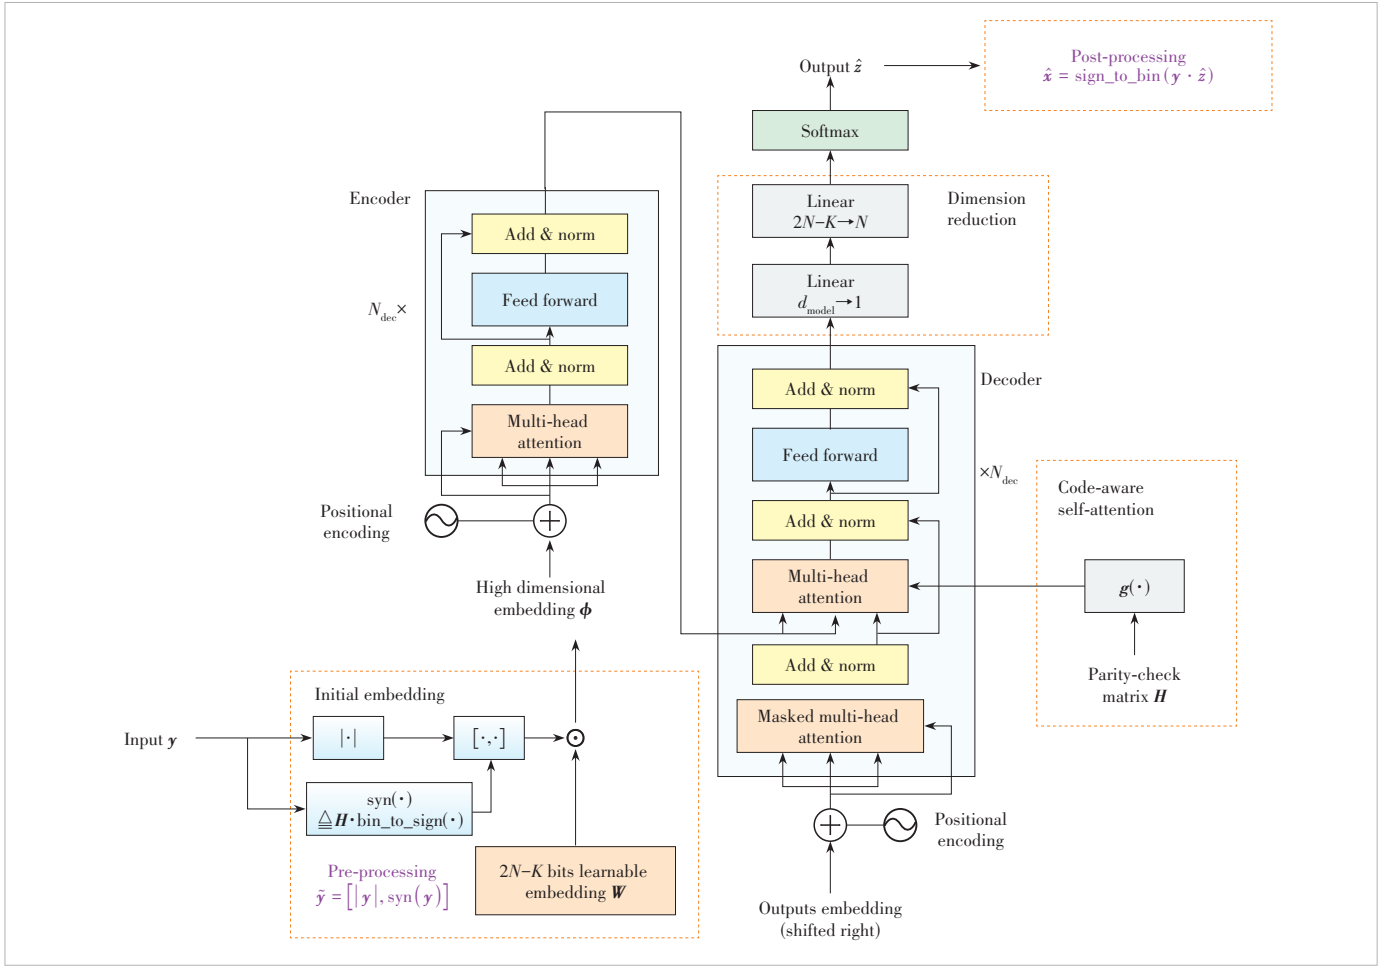 Output ẑ
Post-processing
x̂ = sign_to_bin(y · ẑ)
Softmax
Linear
2N−K→N
Dimension
reduction
Linear
d_model→1
Encoder
Add & norm
Feed forward
N_dec×
Add & norm
Multi-head
attention
Positional
encoding
High dimensional
embedding ϕ
Decoder
Add & norm
Feed forward
×N_dec
Add & norm
Multi-head
attention
Add & norm
Masked multi-head
attention
Positional
encoding
Outputs embedding
(shifted right)
Code-aware
self-attention
g(·)
Parity-check
matrix H
Initial embedding
Input y
|·|
[·,·]
syn(·)
≜H·bin_to_sign(·)
Pre-processing
ỹ = [|y|, syn(y)]
2N−K bits learnable
embedding W